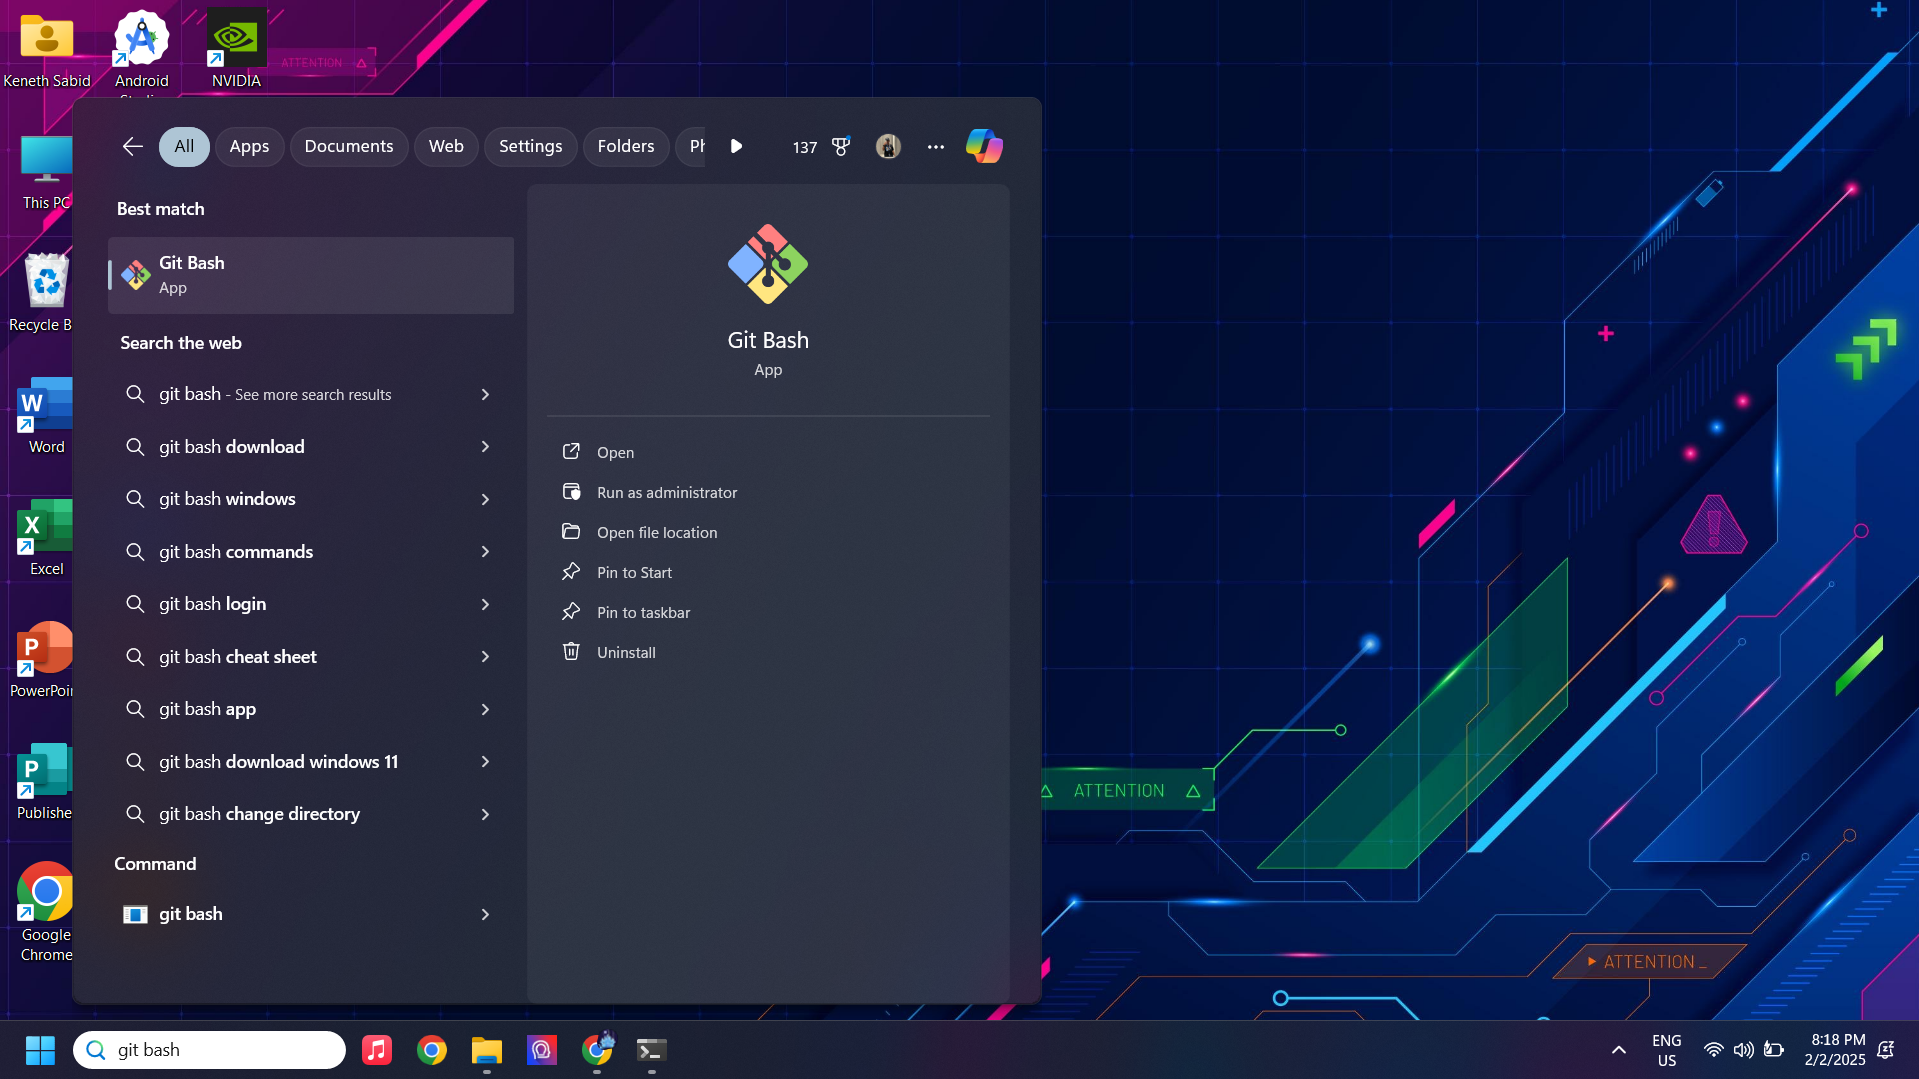 ATTENTION
Keneth Sabid
Android
NVIDIA
All
Apps
Documents
Web
Settings
Folders
Ph
137
This PC
Best match
Git Bash
App
Search the web
Recycle B
git bash - See more search results
Word
git bash download
git bash windows
git bash commands
Excel
git bash login
git bash cheat sheet
PowerPoi
git bash app
git bash download windows 11
Publishe
git bash change directory
Command
git bash
Google
Chrome
Git Bash
App
Open
Run as administrator
Open file location
Pin to Start
Pin to taskbar
Uninstall
ATTENTION
ATTENTION_
git bash
ENG
US
8:18 PM
2/2/2025